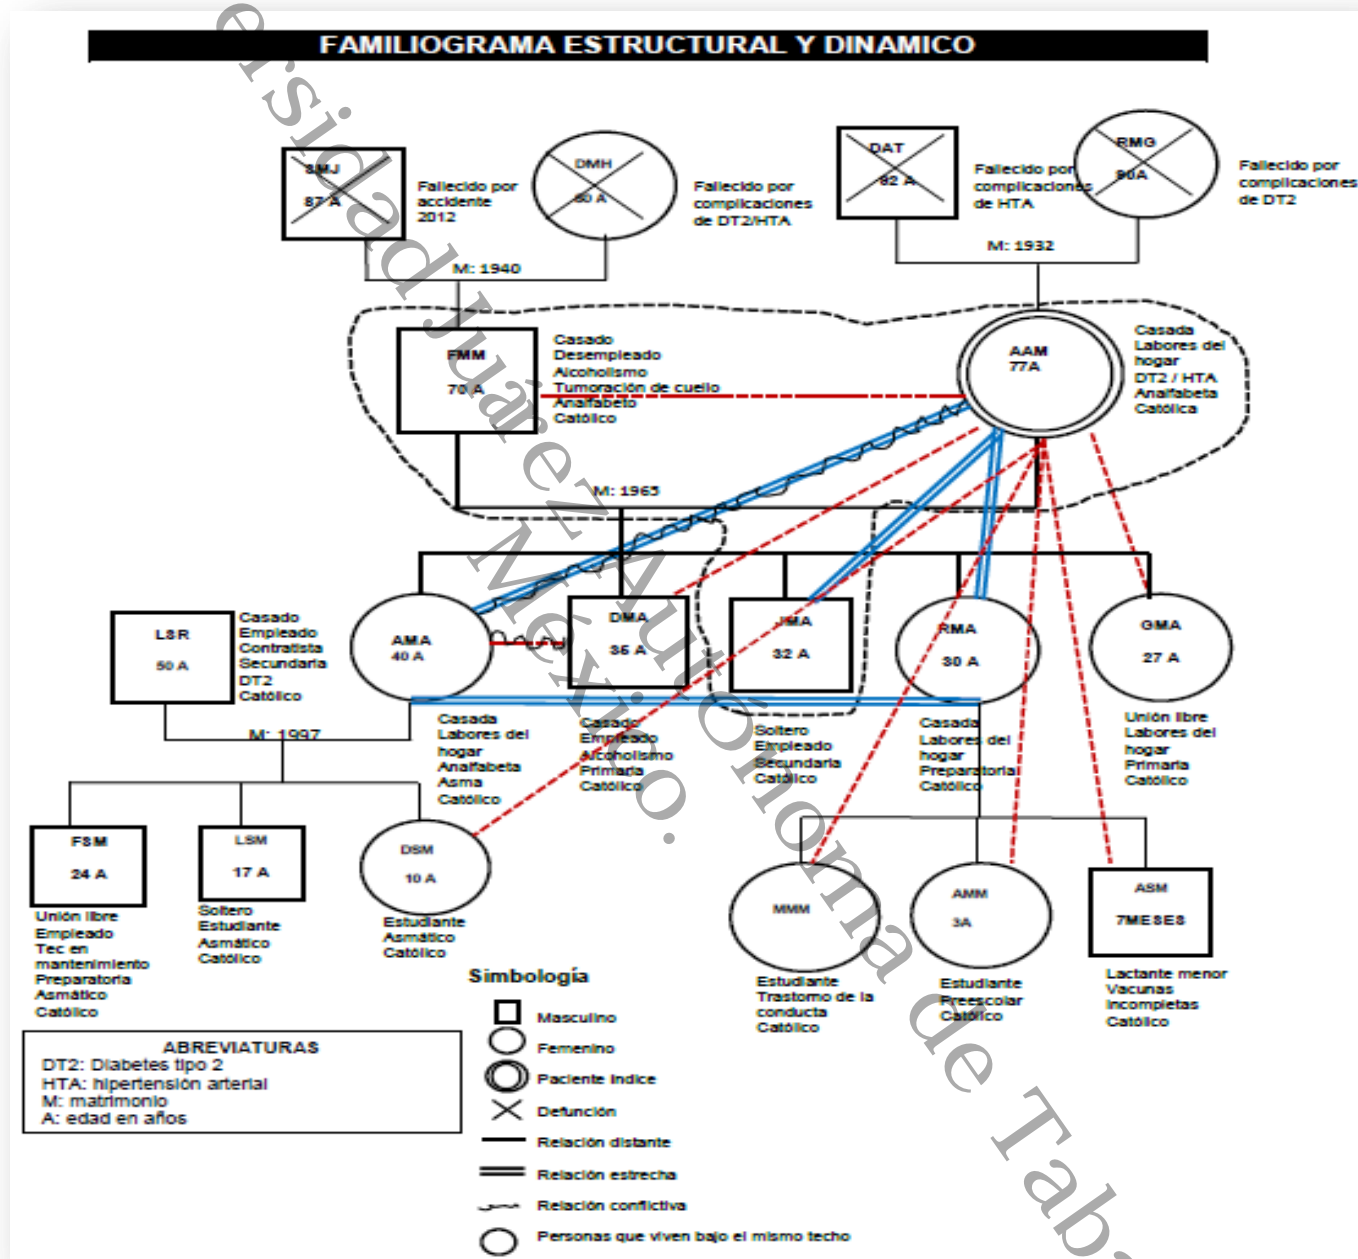 FAMILIOGRAMA ESTRUCTURAL Y DINAMICO
SMJ
87 A
Fallecido por
accidente
2012
DMH
60 A
Fallecido por
complicaciones
de DT2/HTA
DAT
82 A
Fallecido por
complicaciones
de HTA
RMG
90A
Fallecido por
complicaciones
de DT2
M: 1940
M: 1932
FMM
70 A
Casado
Desempleado
Alcoholismo
Tumoración de cuello
Analfabeto
Católico
AAM
77A
Casada
Labores del
hogar
DT2 / HTA
Analfabeta
Católica
M: 1965
LSR
50 A
Casado
Empleado
Contratista
Secundaria
DT2
Católico
AMA
40 A
Casada
Labores del
hogar
Analfabeta
Asma
Católico
DMA
35 A
Casado
Empleado
Alcoholismo
Primaria
Católico
JMA
32 A
Soltero
Empleado
Secundaria
Católico
RMA
30 A
Casada
Labores del
hogar
Preparatoria
Católico
GMA
27 A
Unión libre
Labores del
hogar
Primaria
Católico
M: 1997
FSM
24 A
Unión libre
Empleado
Tec en
mantenimiento
Preparatoria
Asmático
Católico
LSM
17 A
Soltero
Estudiante
Asmático
Católico
DSM
10 A
Estudiante
Asmático
Católico
MMM
Estudiante
Trastorno de la
conducta
Católico
AMM
3A
Estudiante
Preescolar
Católico
ASM
7MESES
Lactante menor
Vacunas
Incompletas
Católico
Simbología
Masculino
Femenino
Paciente índice
Defunción
Relación distante
Relación estrecha
Relación conflictiva
Personas que viven bajo el mismo techo
ABREVIATURAS
DT2: Diabetes tipo 2
HTA: hipertensión arterial
M: matrimonio
A: edad en años
ersidad Juárez Autónoma de Taba
México.